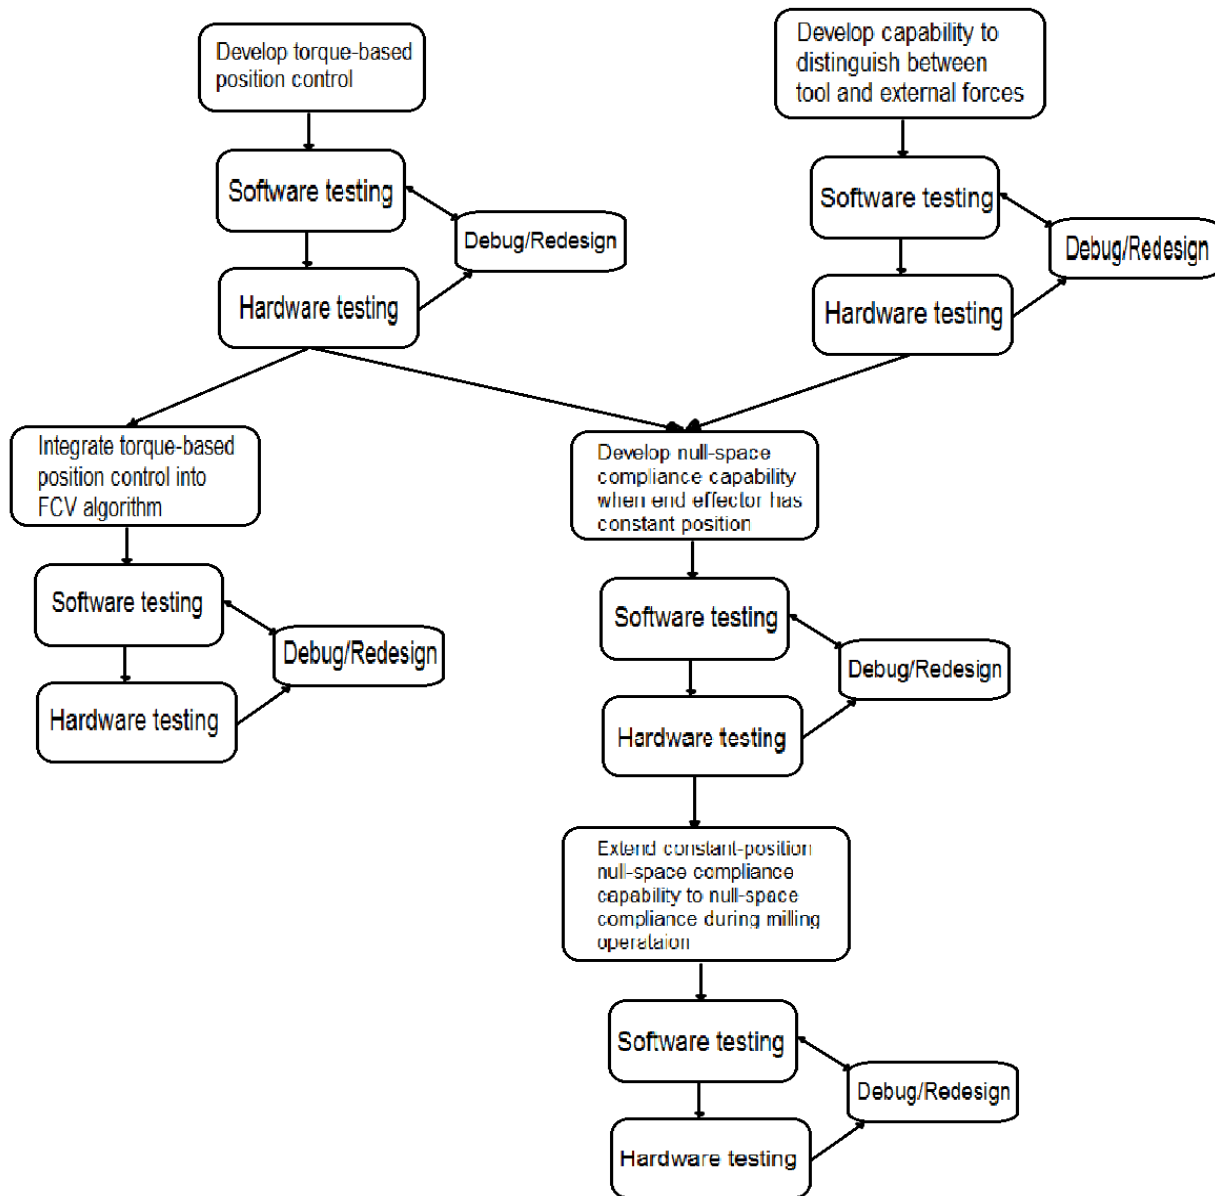 Develop torque-based
position control
Software testing
Debug/Redesign
Hardware testing
Develop capability to
distinguish between
tool and external forces
Software testing
Debug/Redesign
Hardware testing
Integrate torque-based
position control into
FCV algorithm
Software testing
Debug/Redesign
Hardware testing
Develop null-space
compliance capability
when end effector has
constant position
Software testing
Debug/Redesign
Hardware testing
Extend constant-position
null-space compliance
capability to null-space
compliance during milling
operataion
Software testing
Debug/Redesign
Hardware testing